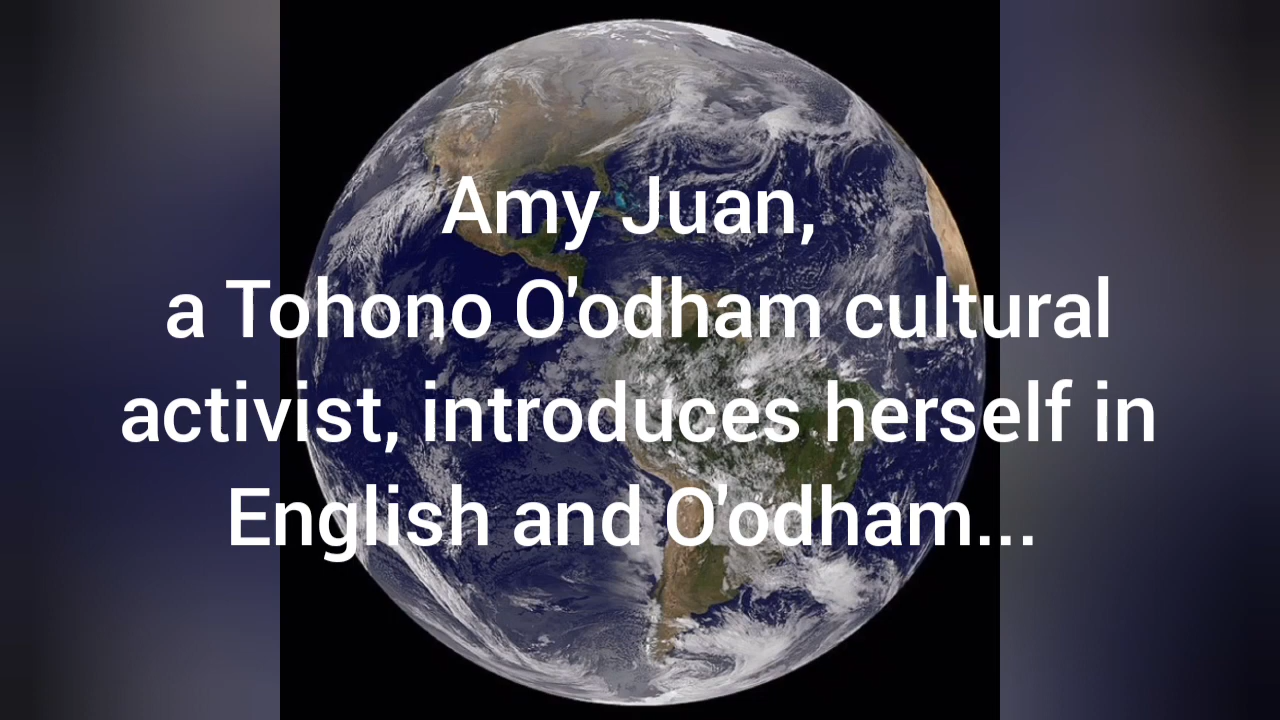 Amy Juan,
a Tohono O'odham cultural
activist, introduces herself in
English and O'odham...